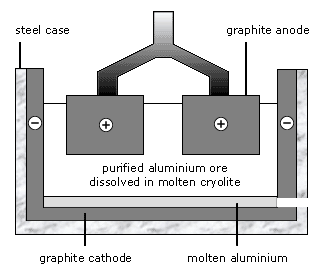 steel case
graphite anode
−
+
+
−
purified aluminium ore
dissolved in molten cryolite
graphite cathode
molten aluminium